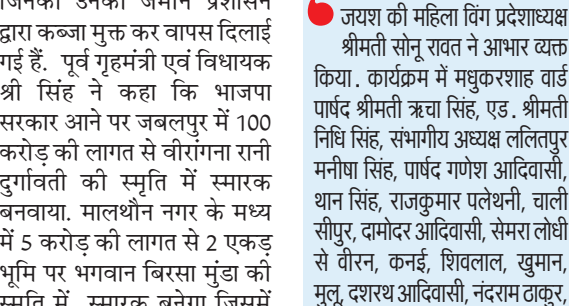 जिनको उनकी जमीन प्रशासन
द्वारा कब्जा मुक्त कर वापस दिलाई
गई हैं. पूर्व गृहमंत्री एवं विधायक
श्री सिंह ने कहा कि भाजपा
सरकार आने पर जबलपुर में 100
करोड़ की लागत से वीरांगना रानी
दुर्गावती की स्मृति में स्मारक
बनवाया. मालथौन नगर के मध्य
में 5 करोड़ की लागत से 2 एकड़
भूमि पर भगवान बिरसा मुंडा की
स्मृति में स्मारक बनेगा जिसमें
जयश की महिला विंग प्रदेशाध्यक्ष
श्रीमती सोनू रावत ने आभार व्यक्त
किया. कार्यक्रम में मधुकरशाह वार्ड
पार्षद श्रीमती ऋचा सिंह, एड. श्रीमती
निधि सिंह, संभागीय अध्यक्ष ललितपुर
मनीषा सिंह, पार्षद गणेश आदिवासी,
थान सिंह, राजकुमार पलेथनी, चाली
सीपुर, दामोदर आदिवासी, सेमरा लोधी
से वीरन, कनई, शिवलाल, खुमान,
मुलू, दशरथ आदिवासी, नंदराम ठाकुर,